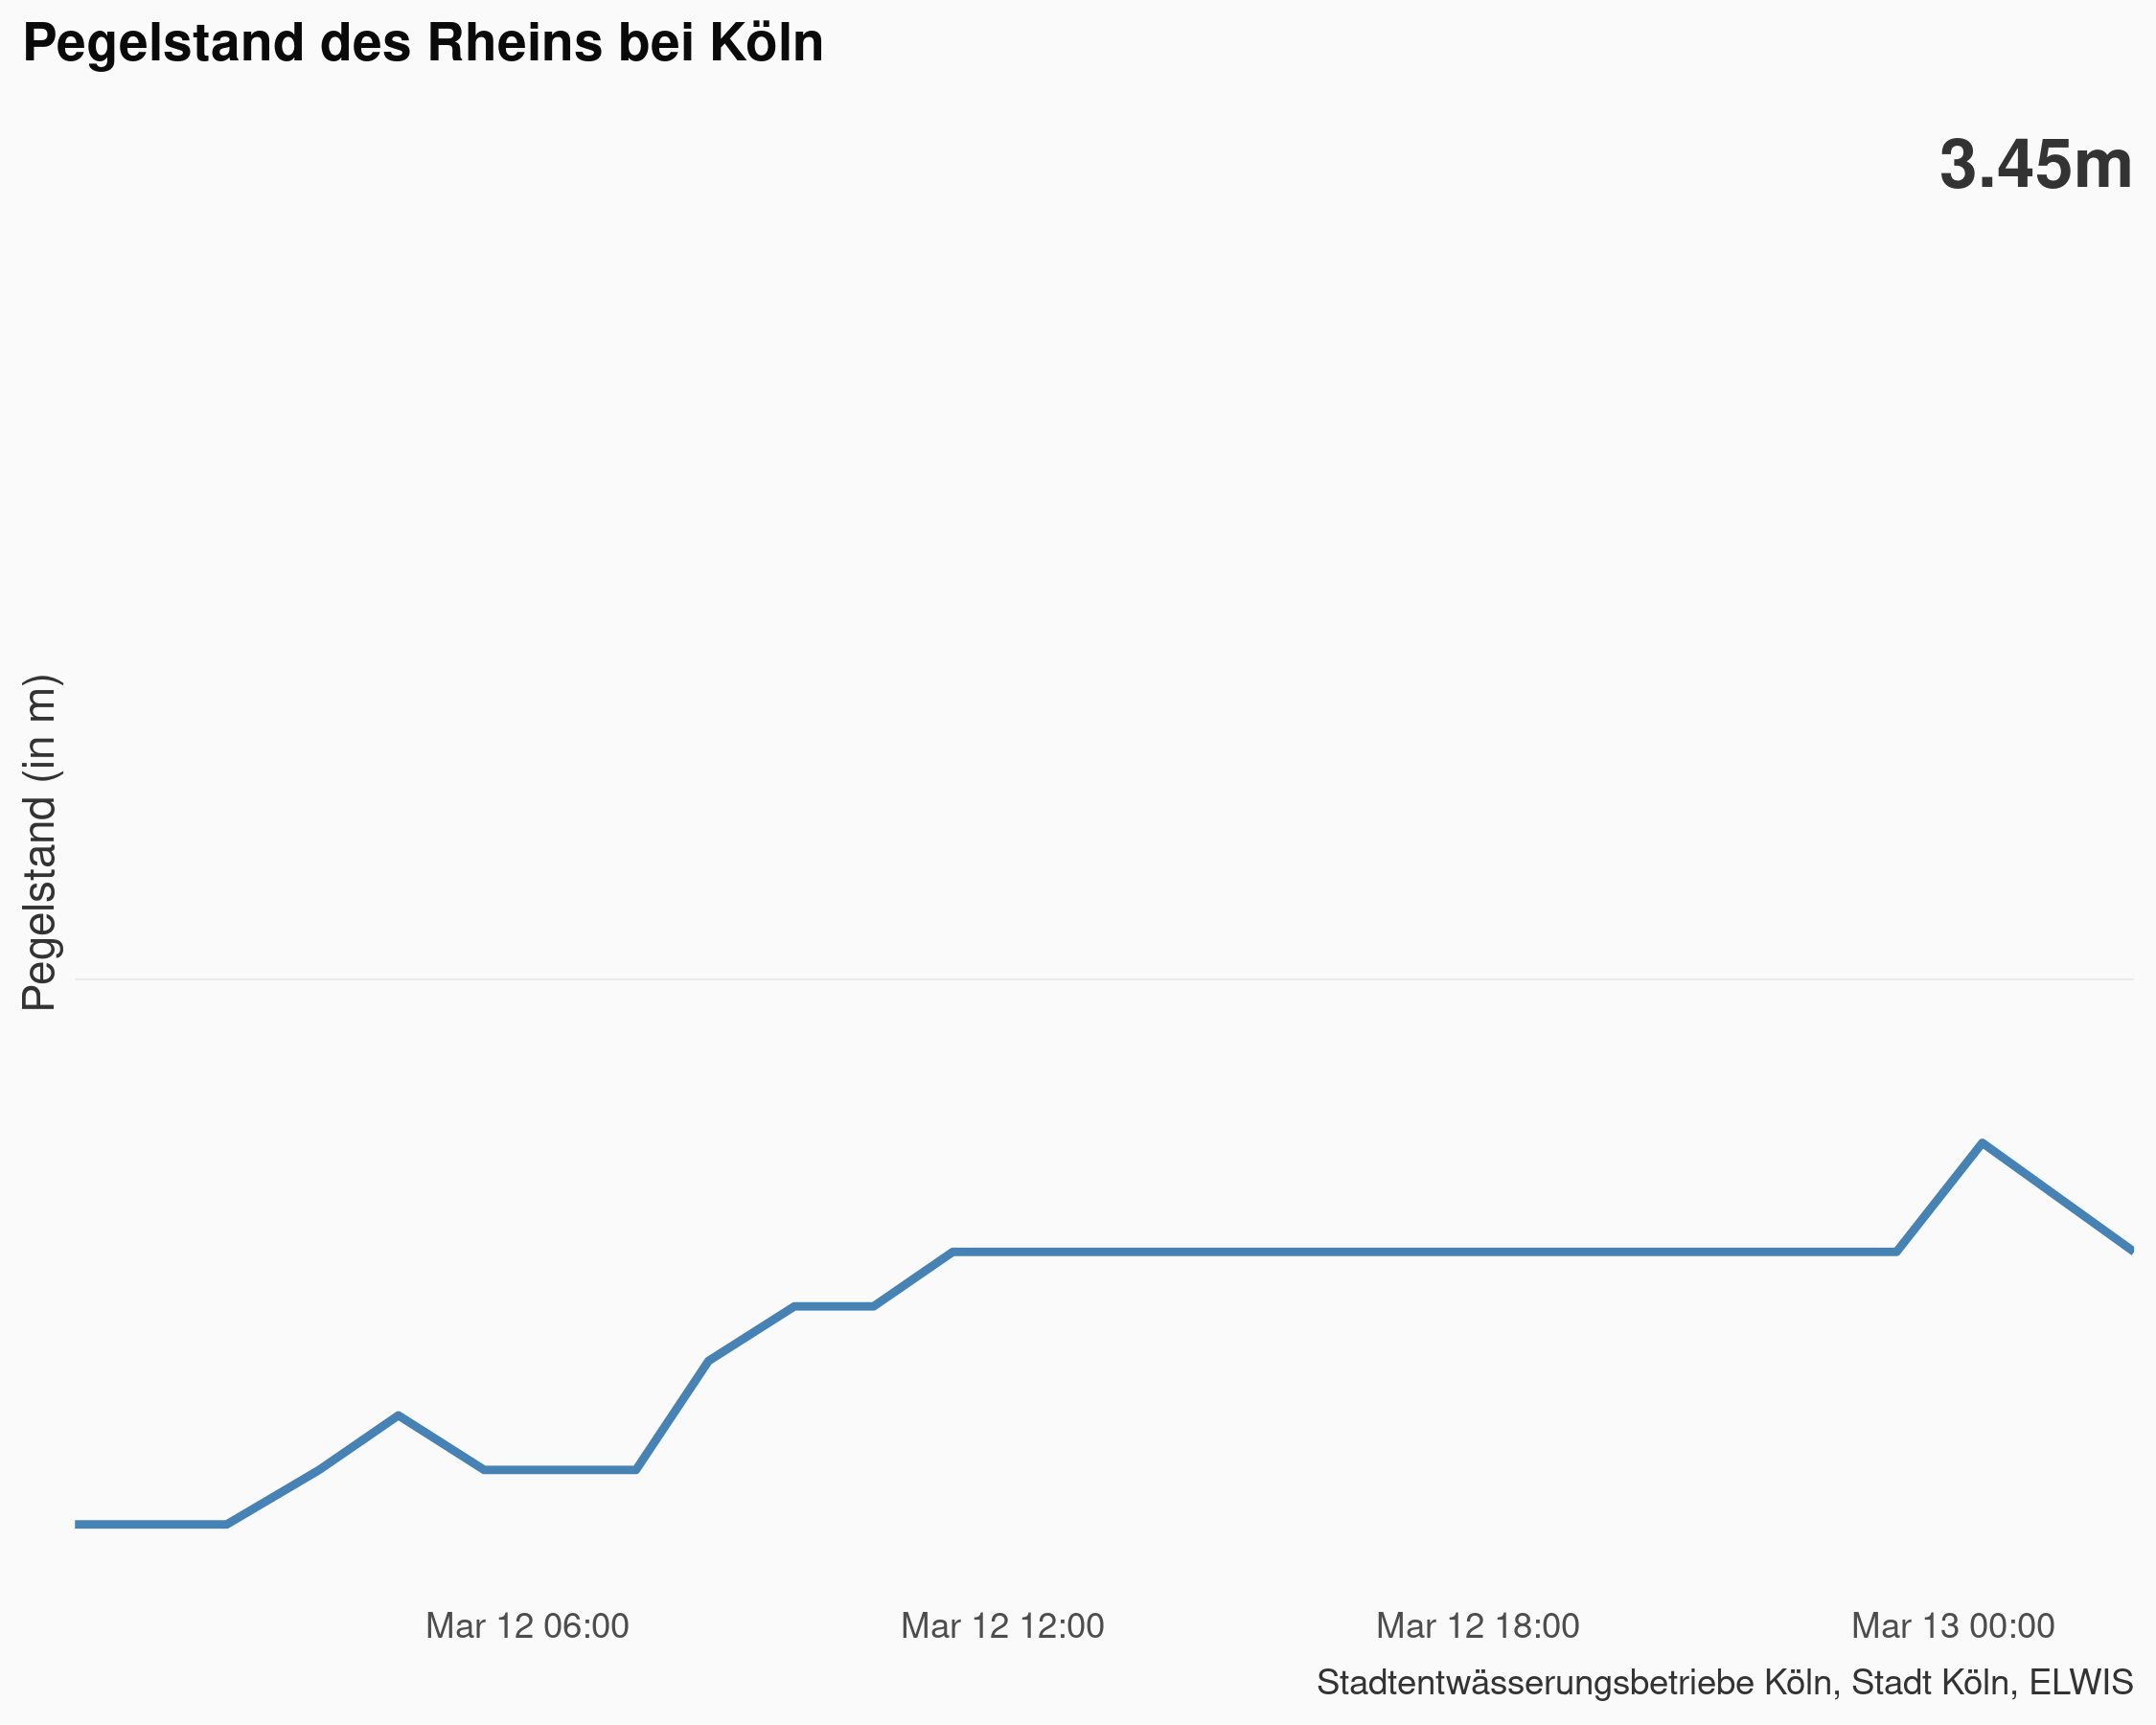 Pegelstand des Rheins bei Köln
3.45m
Pegelstand (in m)
Mar 12 06:00
Mar 12 12:00
Mar 12 18:00
Mar 13 00:00
Stadtentwässerungsbetriebe Köln, Stadt Köln, ELWIS